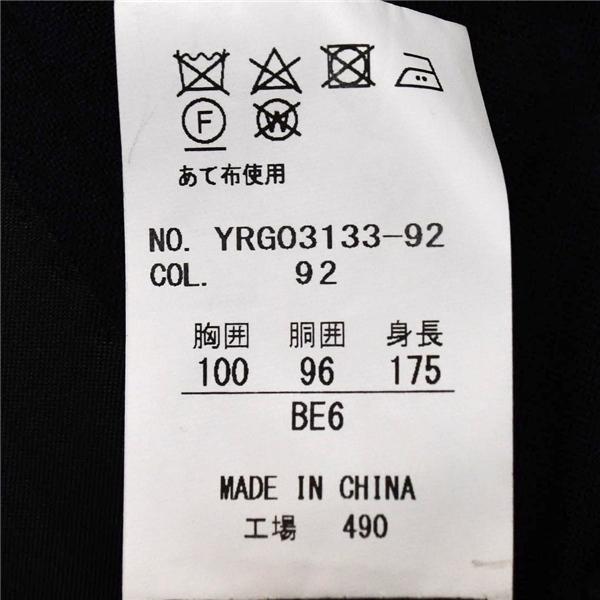 F W
あて布使用
NO. YRG03133-92
COL. 92
胸囲 胴囲 身長
100 96 175
BE6
MADE IN CHINA
工場 490